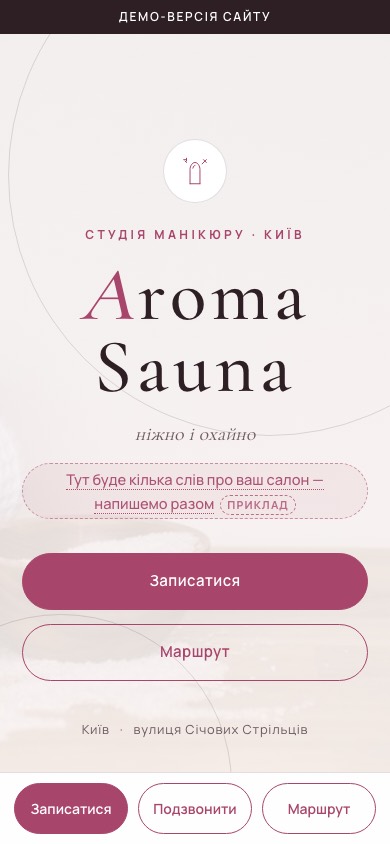 ДЕМО-ВЕРСІЯ САЙТУ
СТУДІЯ МАНІКЮРУ · КИЇВ
Aroma
Sauna
ніжно і охайно
Тут буде кілька слів про ваш салон —
напишемо разом ПРИКЛАД
Записатися
Маршрут
Київ · вулиця Січових Стрільців
Записатися Подзвонити Маршрут